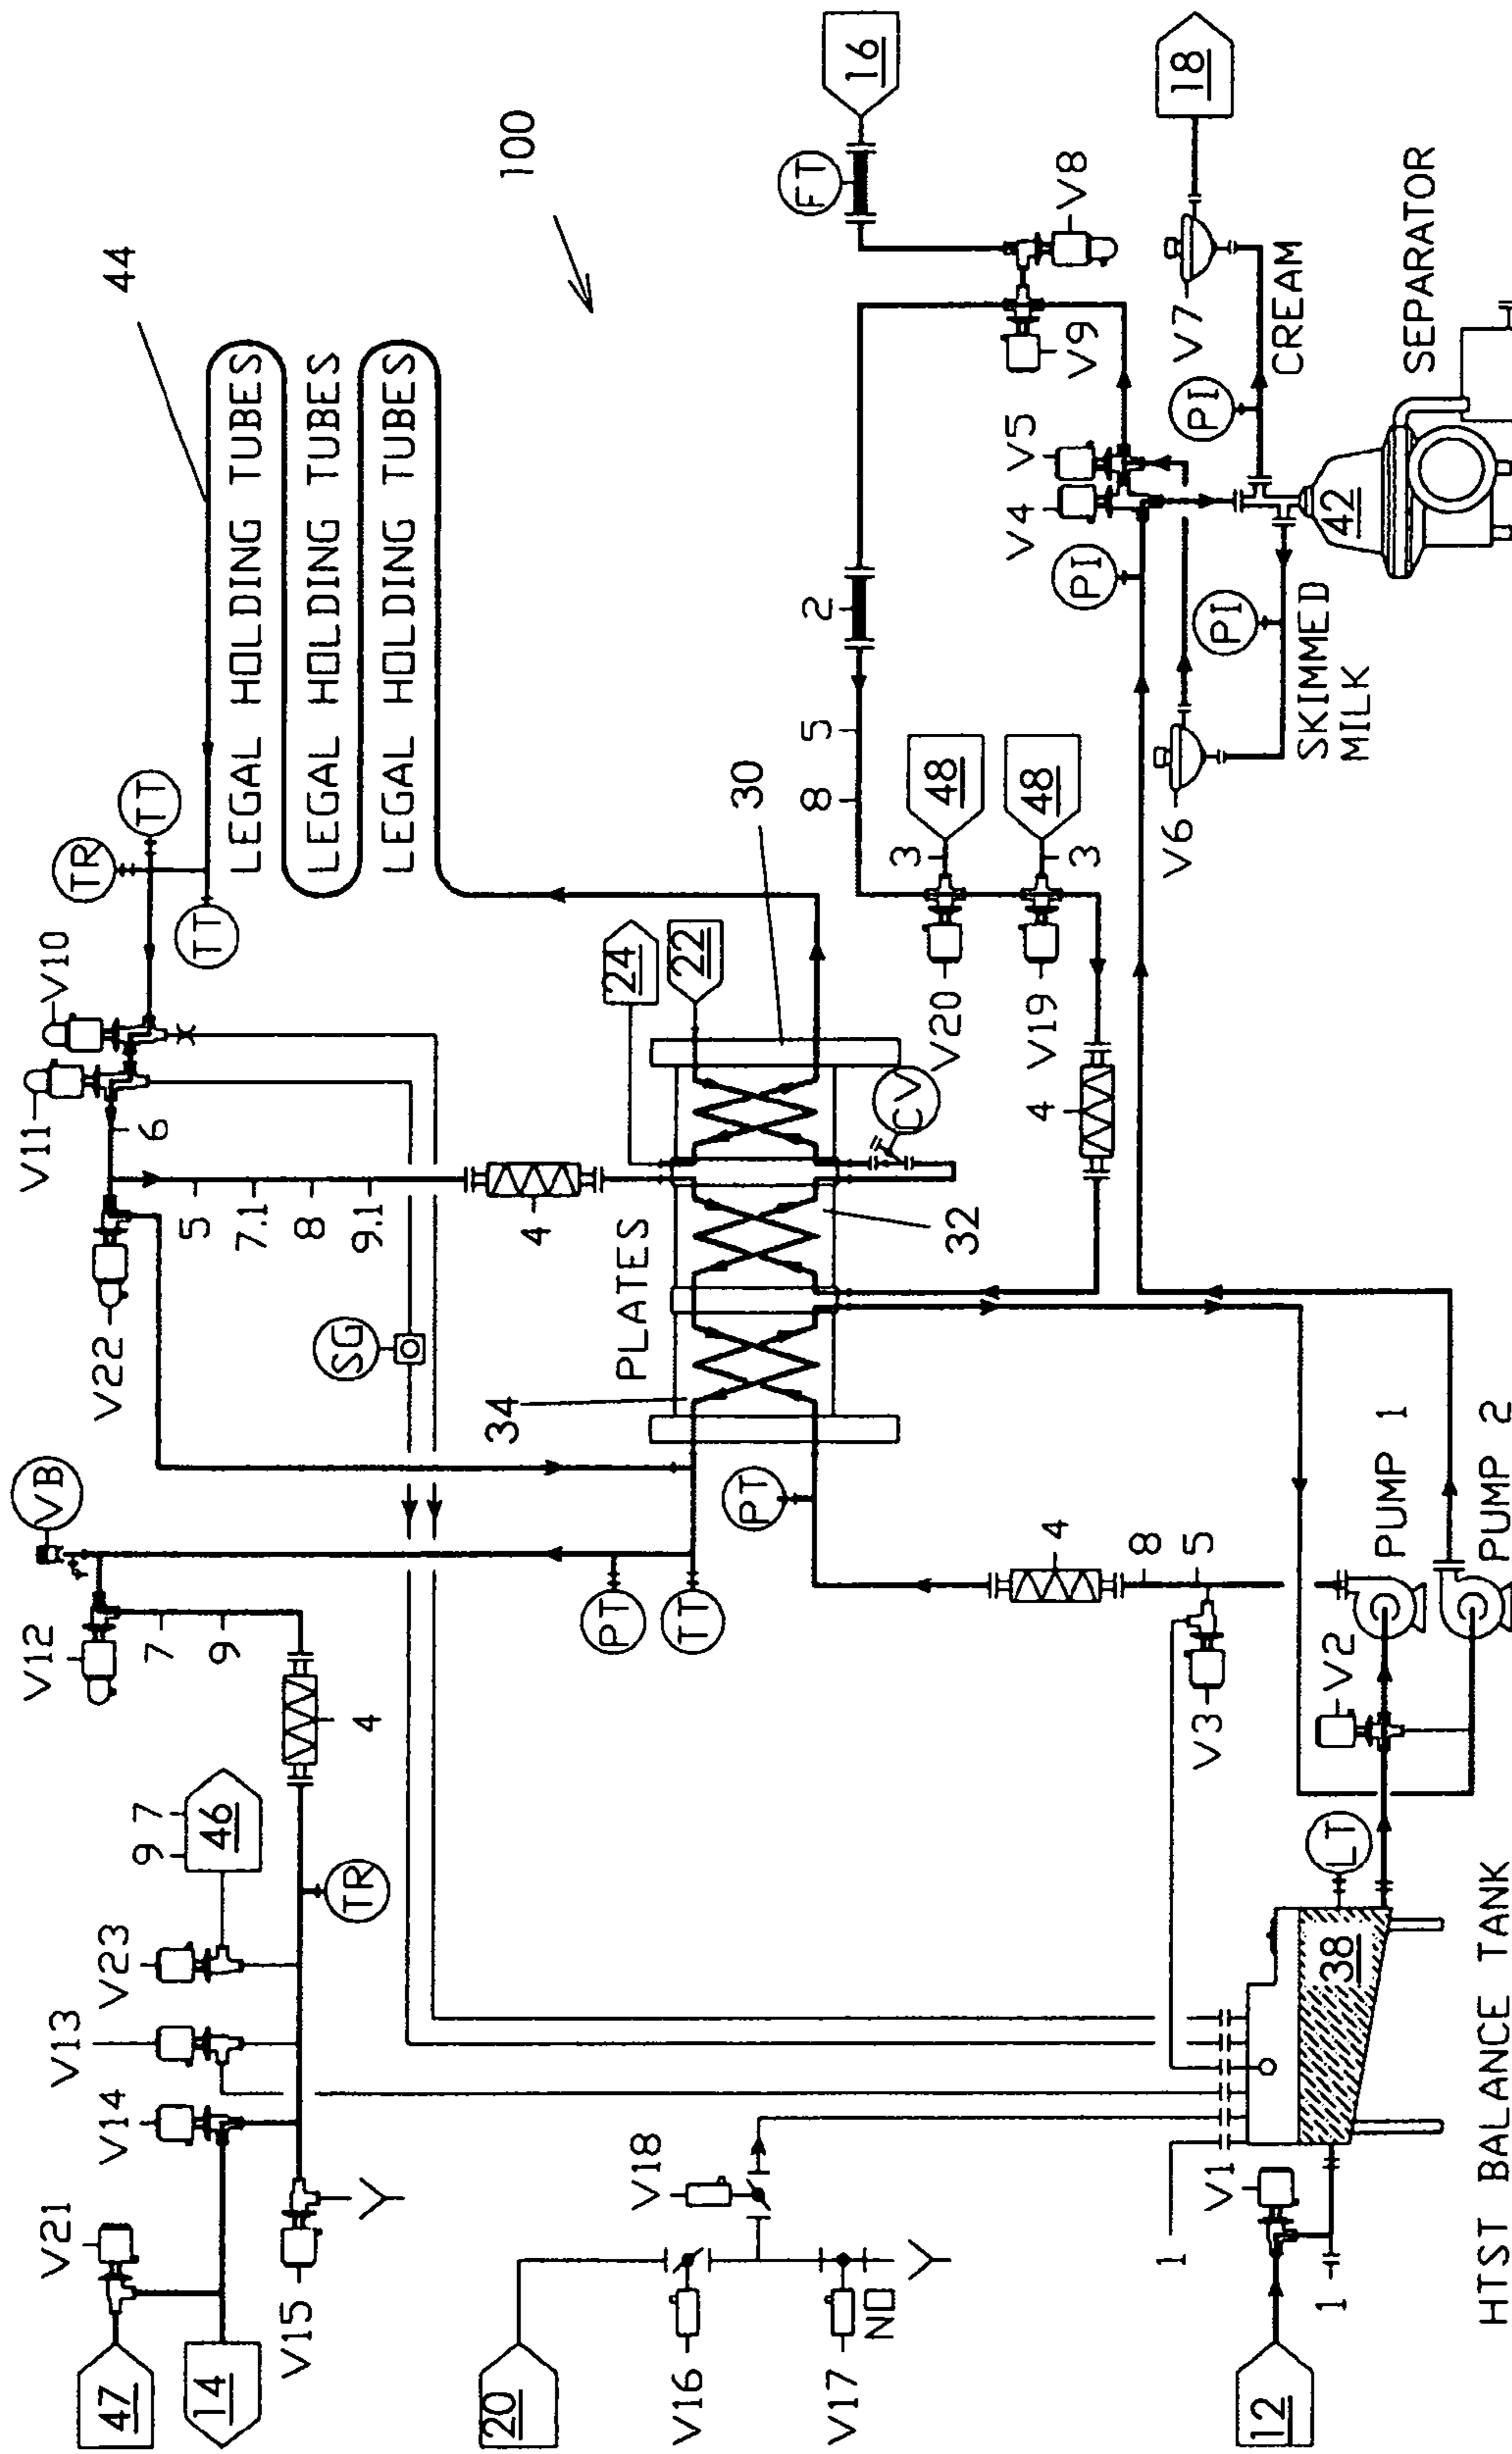 47
V21
14
V14
V13
V23
9 7
46
V15
TR
4
V12
7
9
VB
V22
V11
V10
6
5
7.1
8
9.1
4
SG
TR
TT
TT
44
LEGAL HOLDING TUBES
LEGAL HOLDING TUBES
LEGAL HOLDING TUBES
100
20
V16
V17
NO
V18
PT
TT
PT
34
PLATES
32
24
22
30
CV
2
5
8
3
48
V20
3
48
V19
4
FT
16
V8
V9
V5
V4
PI
PI
PI
V7
18
CREAM
V6
SKIMMED
MILK
42
SEPARATOR
12
1
1
V1
38
LT
HTST BALANCE TANK
V3
4
8
5
V2
PUMP 1
PUMP 2